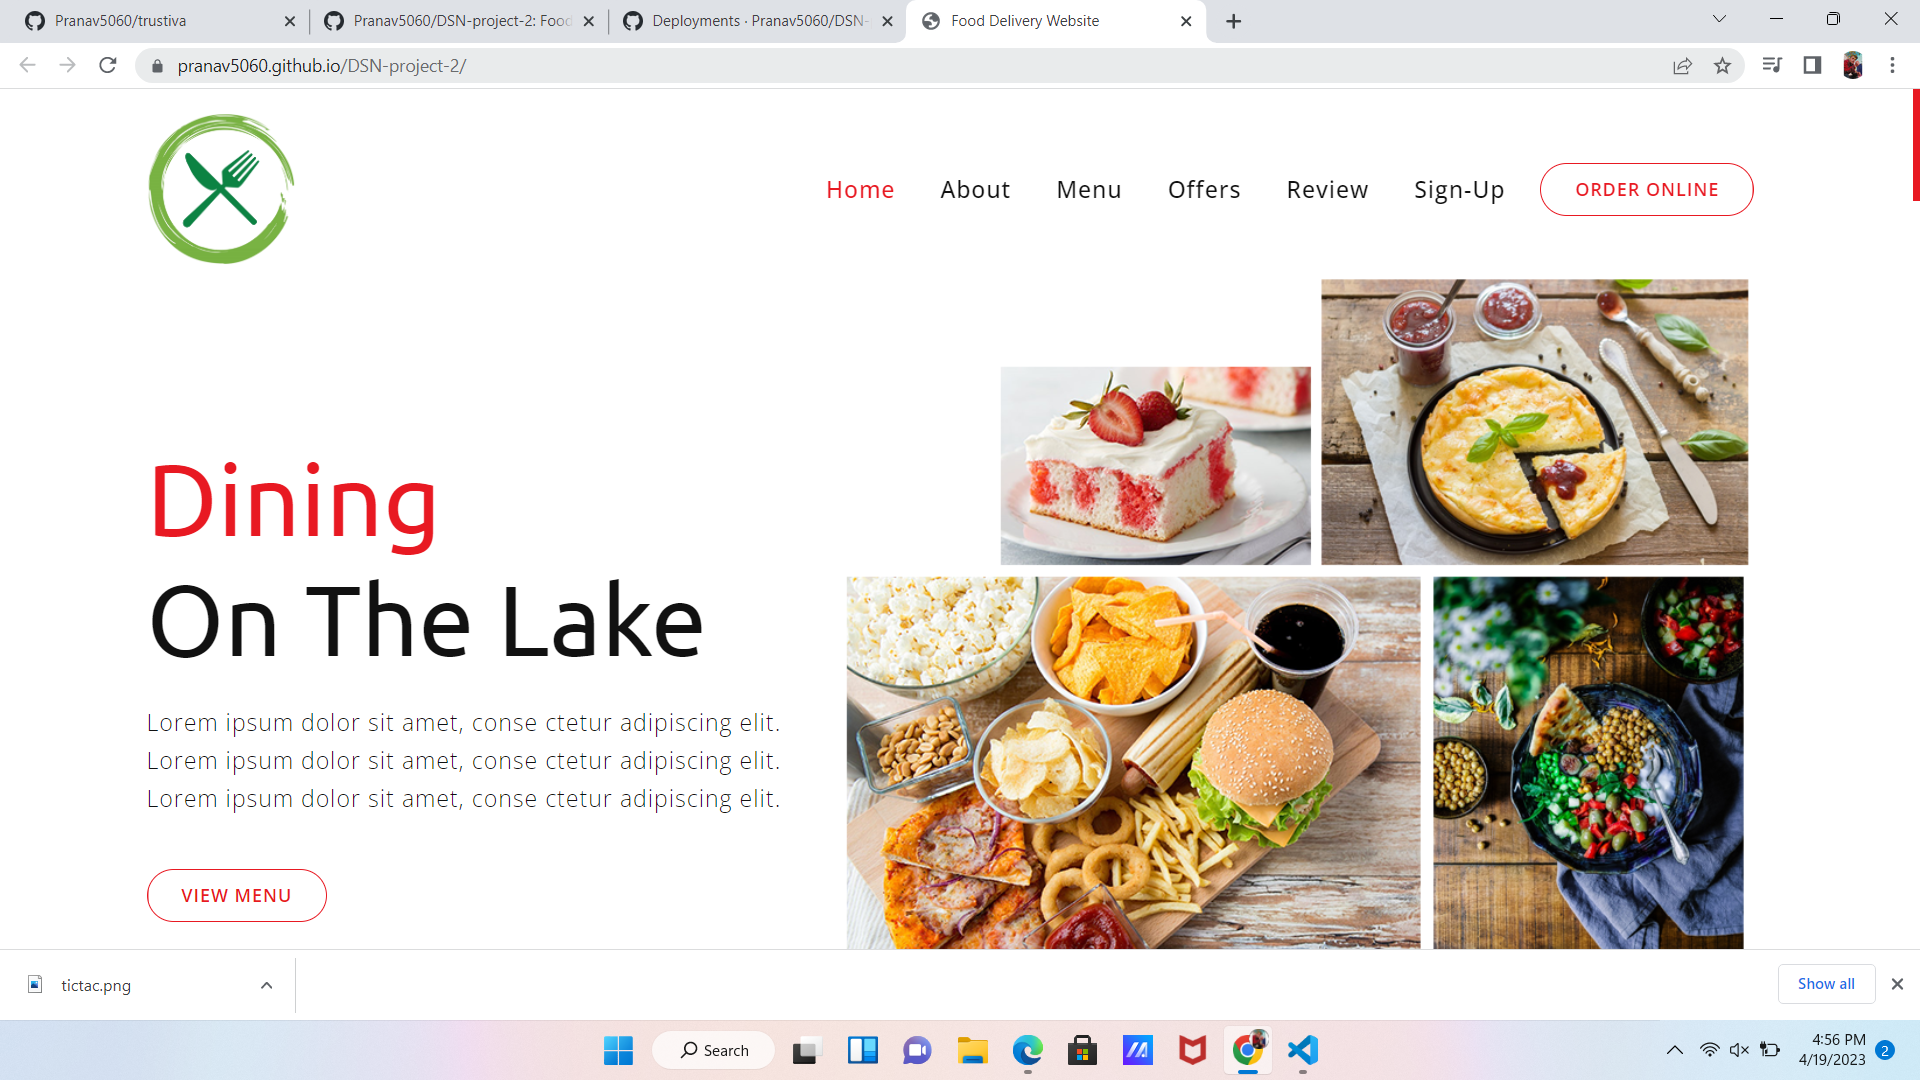 Pranav5060/trustiva
Pranav5060/DSN-project-2: Food
Deployments · Pranav5060/DSN-
Food Delivery Website
pranav5060.github.io/DSN-project-2/
Home
About
Menu
Offers
Review
Sign-Up
ORDER ONLINE
Dining
On The Lake
Lorem ipsum dolor sit amet, conse ctetur adipiscing elit.
Lorem ipsum dolor sit amet, conse ctetur adipiscing elit.
Lorem ipsum dolor sit amet, conse ctetur adipiscing elit.
VIEW MENU
tictac.png
Show all
Search
4:56 PM
4/19/2023
2